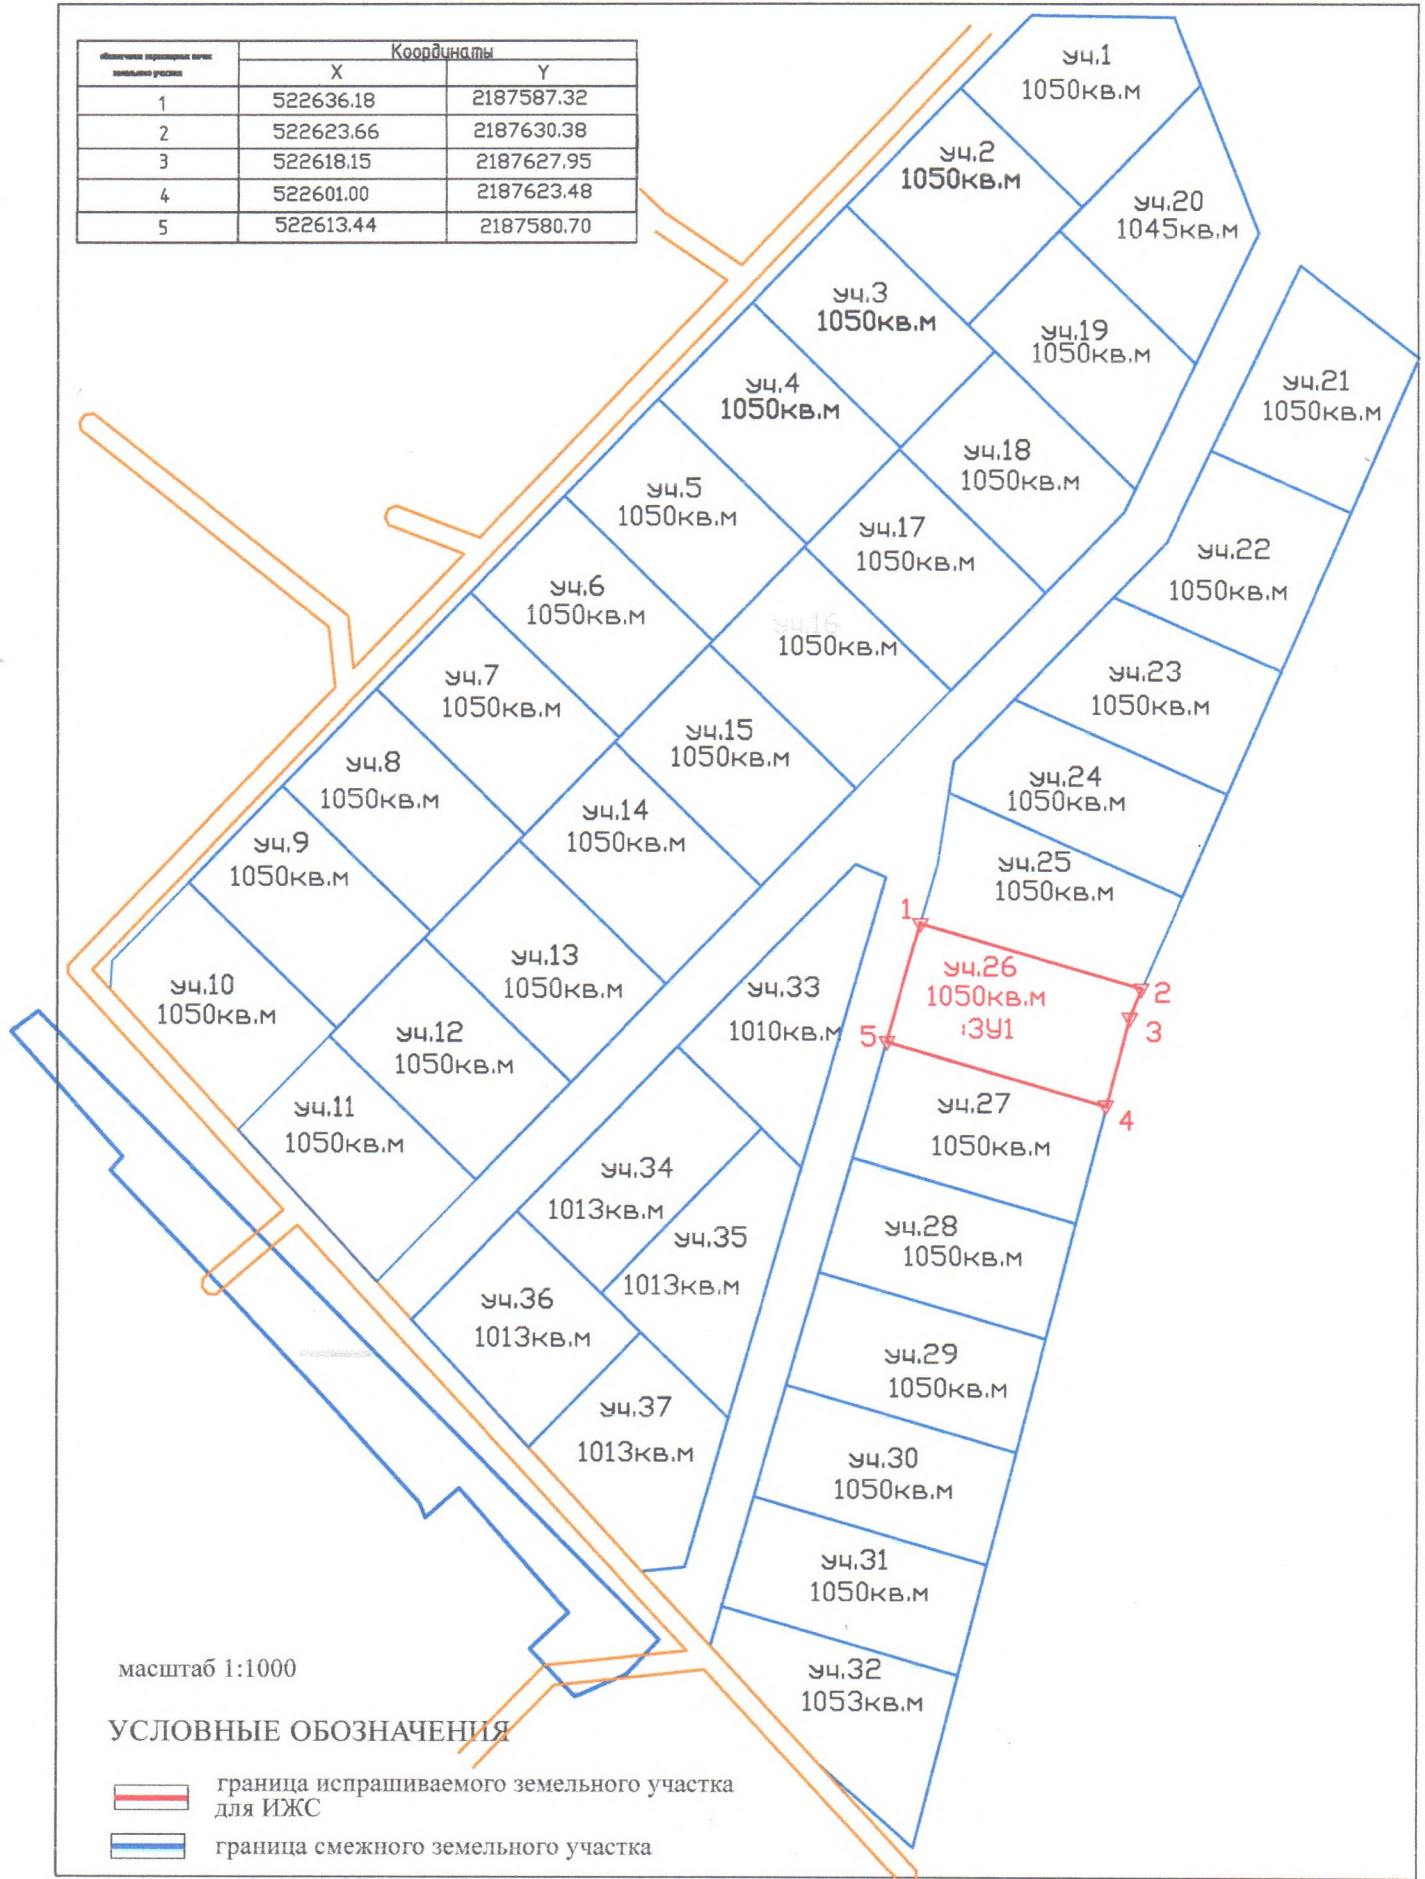 Координаты
X Y
1 522636.18 2187587.32
2 522623.66 2187630.38
3 522618.15 2187627.95
4 522601.00 2187623.48
5 522613.44 2187580.70
уч.1
1050кв.м
уч.2
1050кв.м
уч.20
1045кв.м
уч.3
1050кв.м
уч.19
1050кв.м
уч.4
1050кв.м
уч.21
1050кв.м
уч.18
1050кв.м
уч.5
1050кв.м
уч.17
1050кв.м
уч.22
1050кв.м
уч.6
1050кв.м
уч.16
1050кв.м
уч.7
1050кв.м
уч.23
1050кв.м
уч.15
1050кв.м
уч.8
1050кв.м
уч.24
1050кв.м
уч.14
1050кв.м
уч.9
1050кв.м
уч.25
1050кв.м
1
уч.13
1050кв.м
уч.26
1050кв.м
:ЗУ1
2
3
4
5
уч.10
1050кв.м
уч.33
1010кв.м
уч.12
1050кв.м
уч.11
1050кв.м
уч.27
1050кв.м
уч.34
1013кв.м
уч.35
1013кв.м
уч.28
1050кв.м
уч.36
1013кв.м
уч.29
1050кв.м
уч.37
1013кв.м
уч.30
1050кв.м
уч.31
1050кв.м
уч.32
1053кв.м
масштаб 1:1000
УСЛОВНЫЕ ОБОЗНАЧЕНИЯ
граница испрашиваемого земельного участка
для ИЖС
граница смежного земельного участка